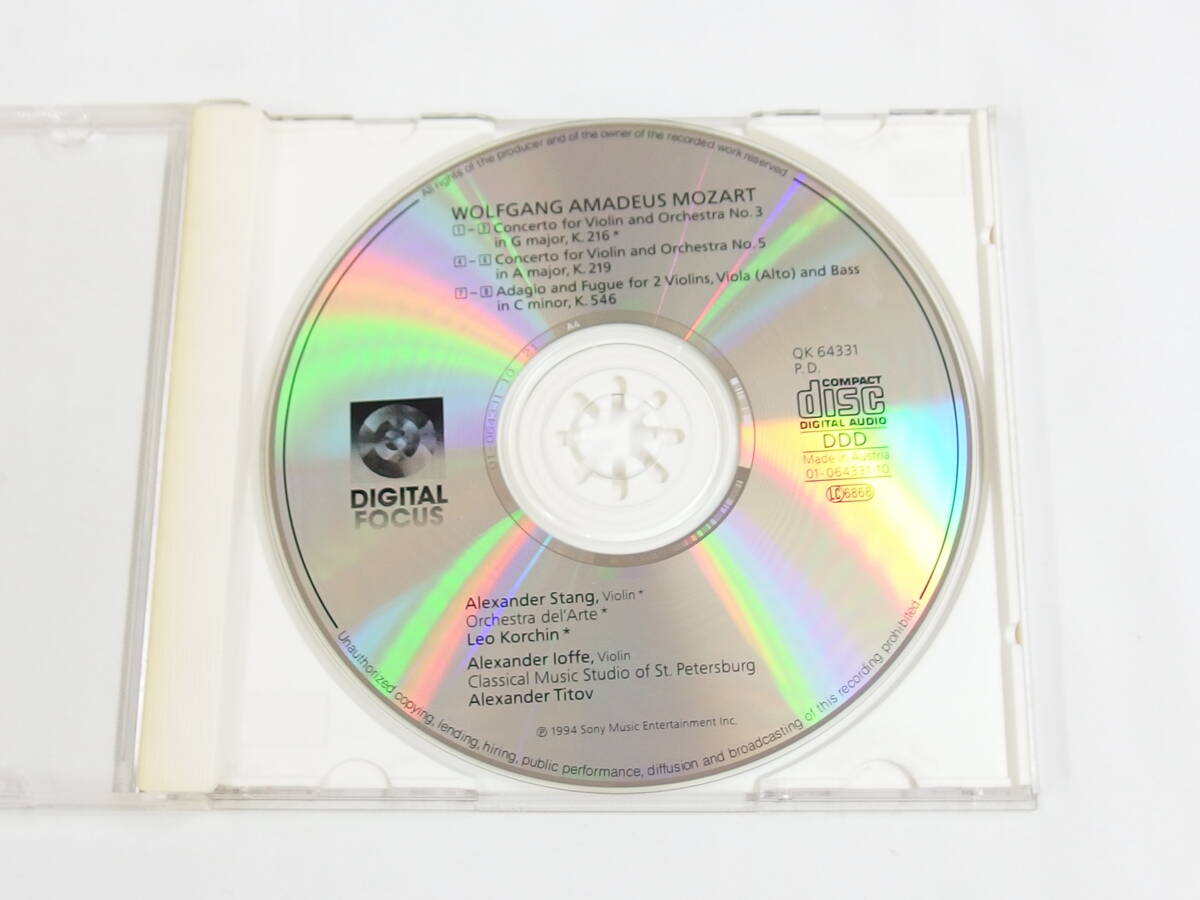 All rights of the producer and of the owner of the recorded work reserved
WOLFGANG AMADEUS MOZART
1 – 3 Concerto for Violin and Orchestra No. 3
in G major, K. 216 *
4 – 6 Concerto for Violin and Orchestra No. 5
in A major, K. 219
7 – 8 Adagio and Fugue for 2 Violins, Viola (Alto) and Bass
in C minor, K. 546
A4
01-064331-10 21
QK 64331
P. D.
COMPACT
disc
DIGITAL AUDIO
DDD
Made in Austria
01-064331-10
LC 6868
DIGITAL
FOCUS
Alexander Stang, Violin *
Orchestra del'Arte *
Leo Korchin *
Alexander Ioffe, Violin
Classical Music Studio of St. Petersburg
Alexander Titov
℗ 1994 Sony Music Entertainment Inc.
Unauthorized copying, lending, hiring, public performance, diffusion and broadcasting of this recording prohibited